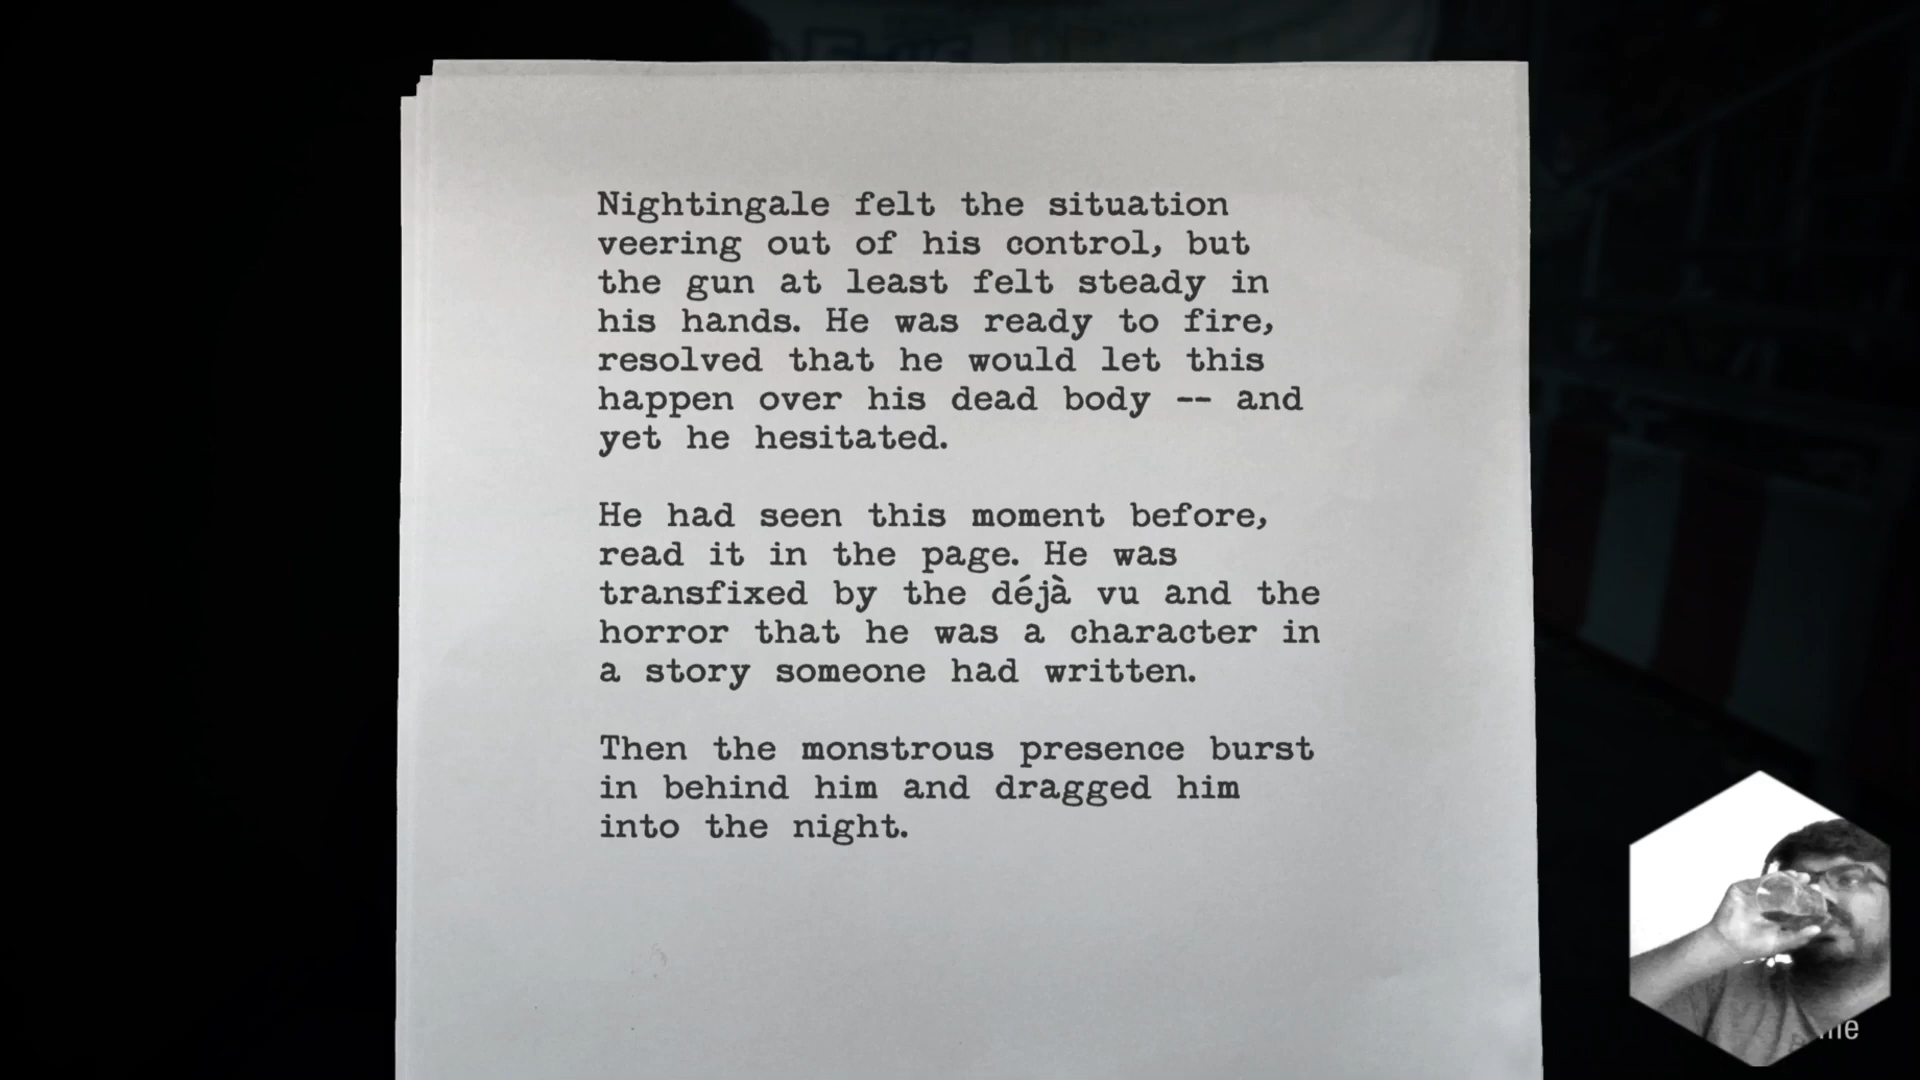 Nightingale felt the situation
veering out of his control, but
the gun at least felt steady in
his hands. He was ready to fire,
resolved that he would let this
happen over his dead body -- and
yet he hesitated.
He had seen this moment before,
read it in the page. He was
transfixed by the déjà vu and the
horror that he was a character in
a story someone had written.
Then the monstrous presence burst
in behind him and dragged him
into the night.